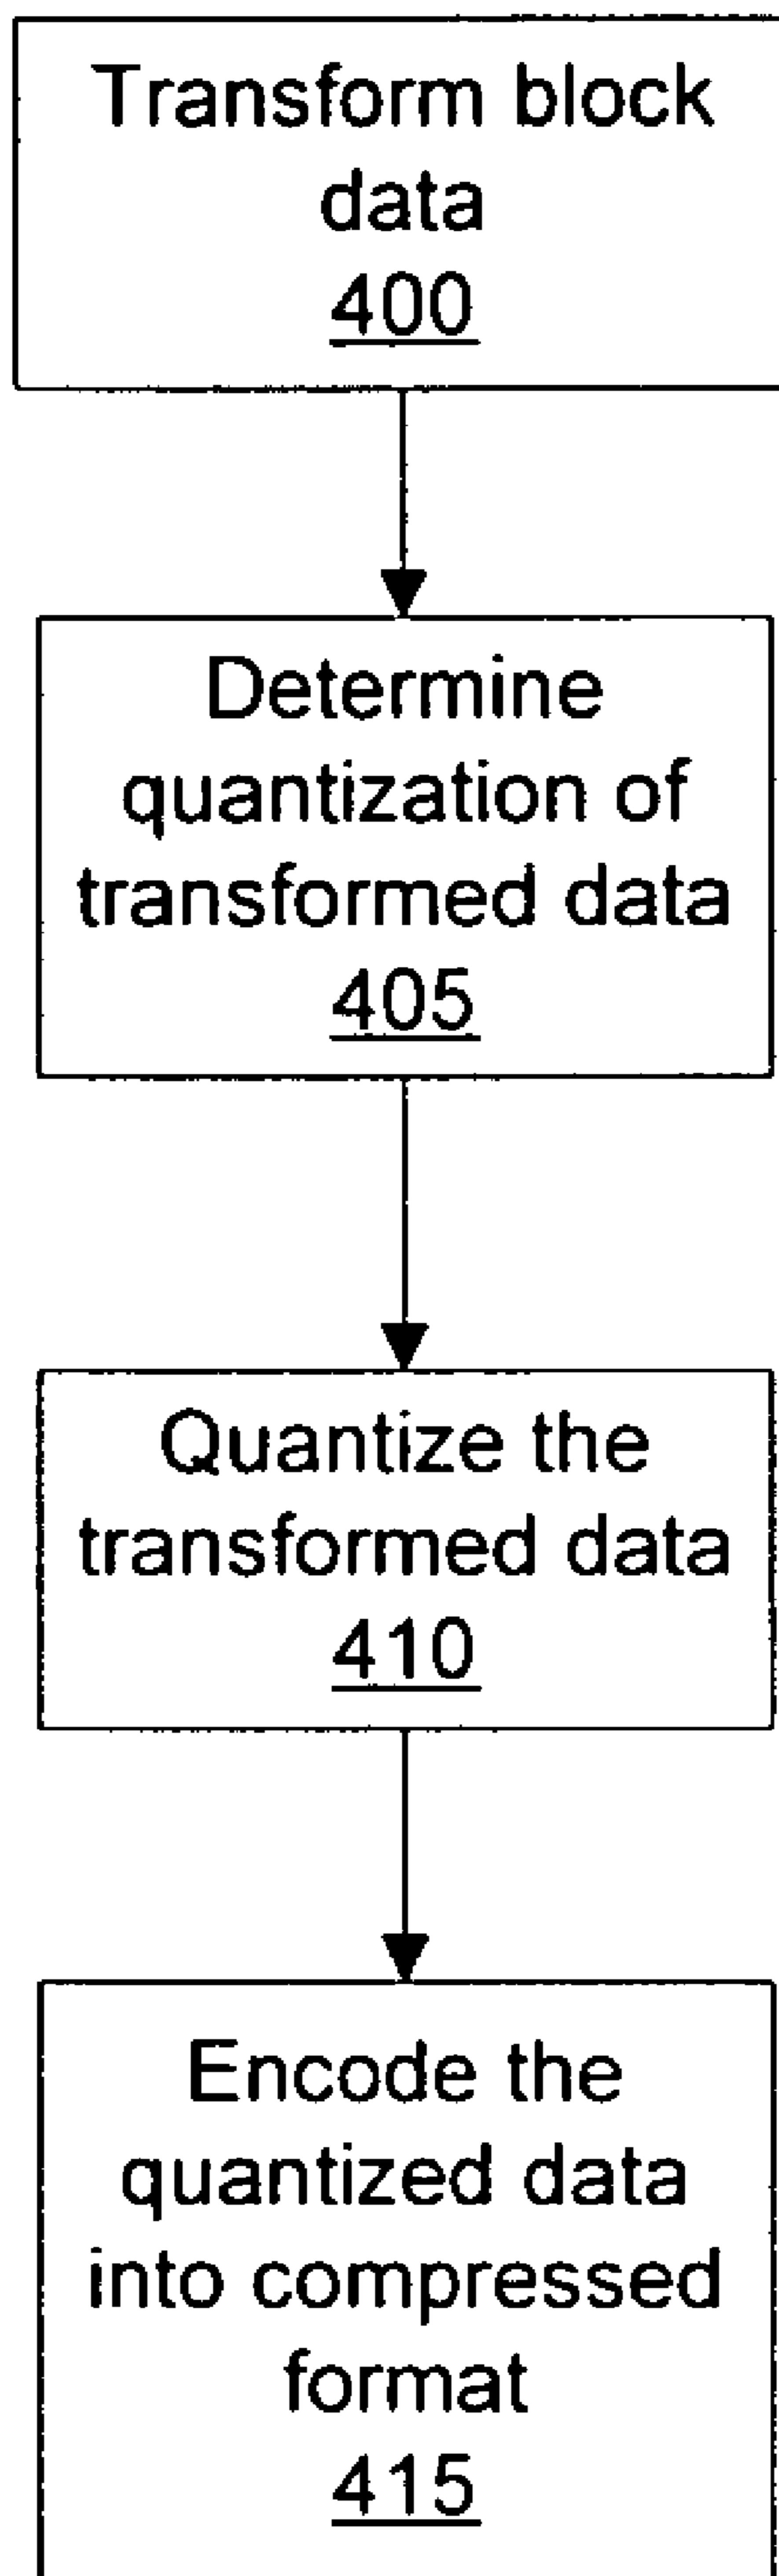 Transform block
data
400
Determine
quantization of
transformed data
405
Quantize the
transformed data
410
Encode the
quantized data
into compressed
format
415